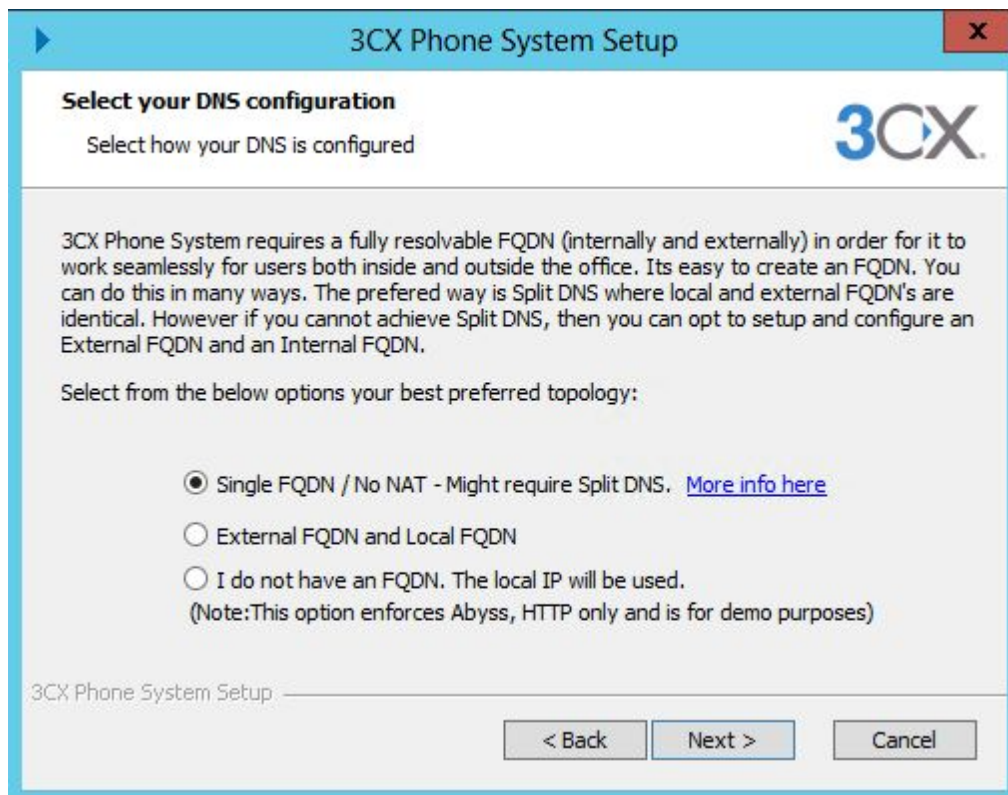 3CX Phone System Setup
x
Select your DNS configuration
Select how your DNS is configured
3CX.
3CX Phone System requires a fully resolvable FQDN (internally and externally) in order for it to
work seamlessly for users both inside and outside the office. Its easy to create an FQDN. You
can do this in many ways. The prefered way is Split DNS where local and external FQDN's are
identical. However if you cannot achieve Split DNS, then you can opt to setup and configure an
External FQDN and an Internal FQDN.
Select from the below options your best preferred topology:
Single FQDN / No NAT - Might require Split DNS. More info here
External FQDN and Local FQDN
I do not have an FQDN. The local IP will be used.
(Note:This option enforces Abyss, HTTP only and is for demo purposes)
3CX Phone System Setup
< Back Next > Cancel